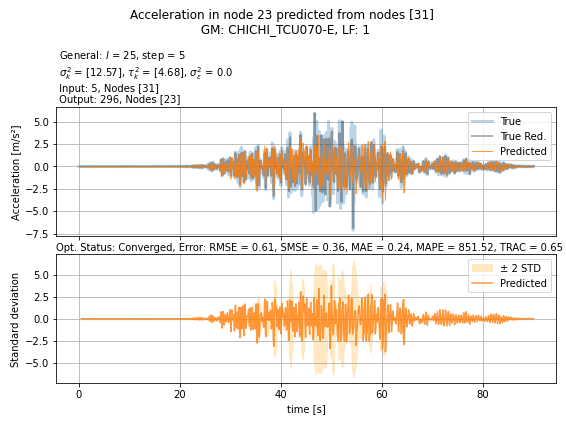 Acceleration in node 23 predicted from nodes [31]
GM: CHICHI_TCU070-E, LF: 1
General: l = 25, step = 5
σ²ₖ = [12.57], τ²ₖ = [4.68], σ²ε = 0.0
Input: 5, Nodes [31]
Output: 296, Nodes [23]
Acceleration [m/s²]
5.0
2.5
0.0
−2.5
−5.0
−7.5
True
True Red.
Predicted
Opt. Status: Converged, Error: RMSE = 0.61, SMSE = 0.36, MAE = 0.24, MAPE = 851.52, TRAC = 0.65
Standard deviation
5.0
2.5
0.0
−2.5
−5.0
± 2 STD
Predicted
0
20
40
60
80
time [s]